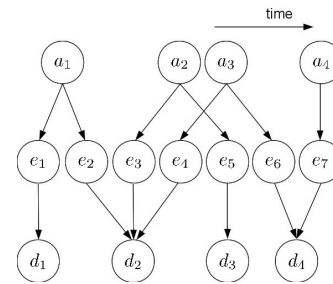 time
a₁ a₂ a₃ a₄
e₁ e₂ e₃ e₄ e₅ e₆ e₇
d₁ d₂ d₃ d₄